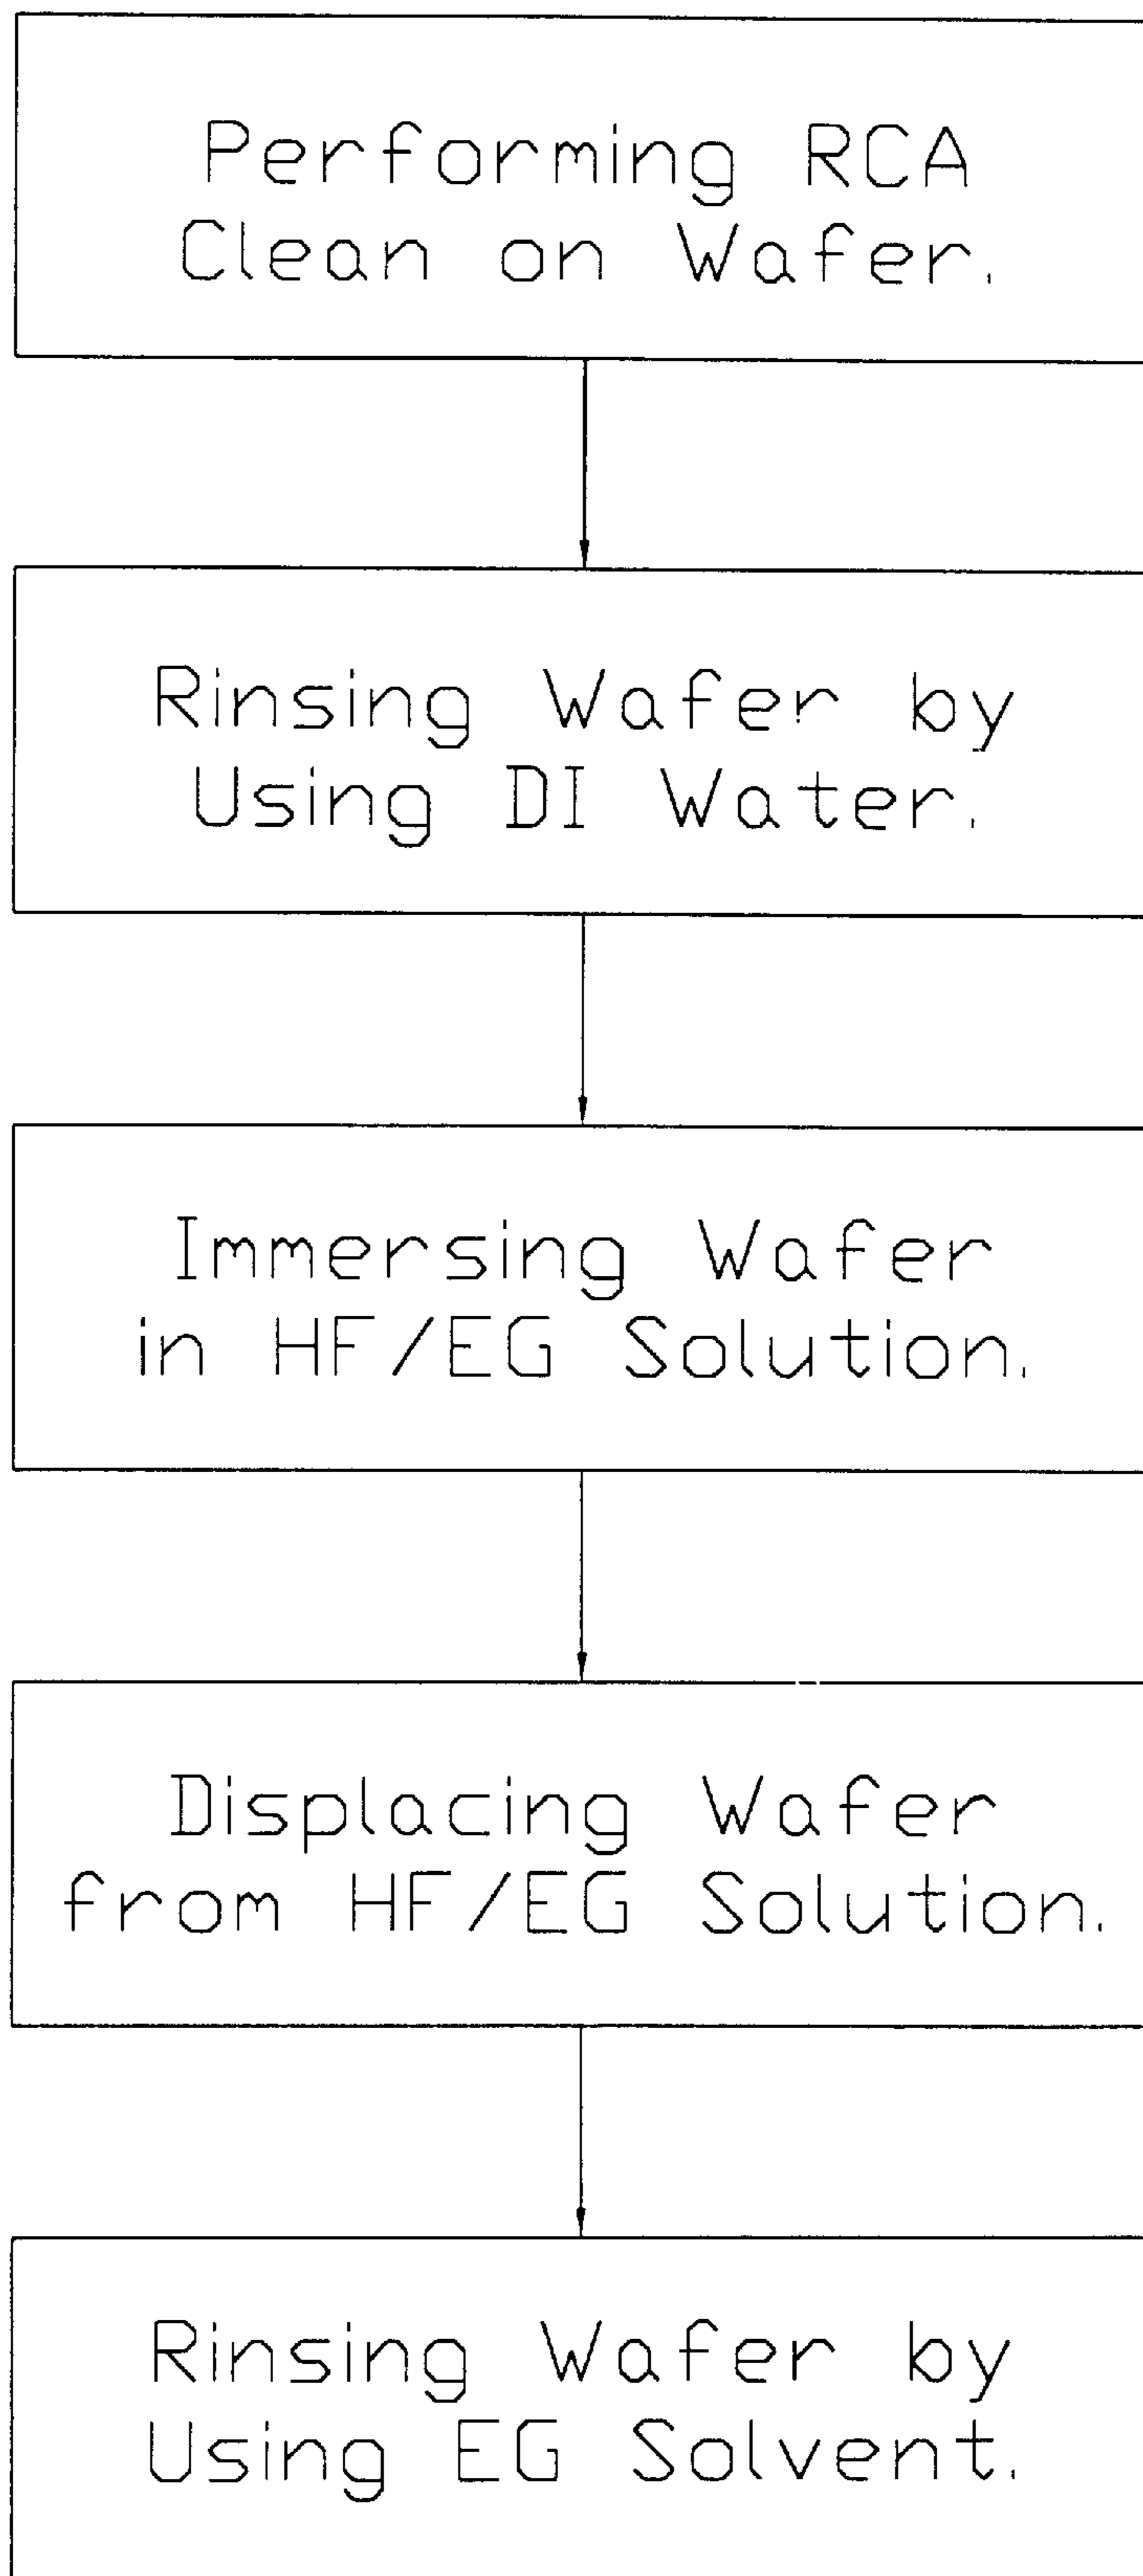 Performing RCA
Clean on Wafer.
Rinsing Wafer by
Using DI Water.
Immersing Wafer
in HF/EG Solution.
Displacing Wafer
from HF/EG Solution.
Rinsing Wafer by
Using EG Solvent.